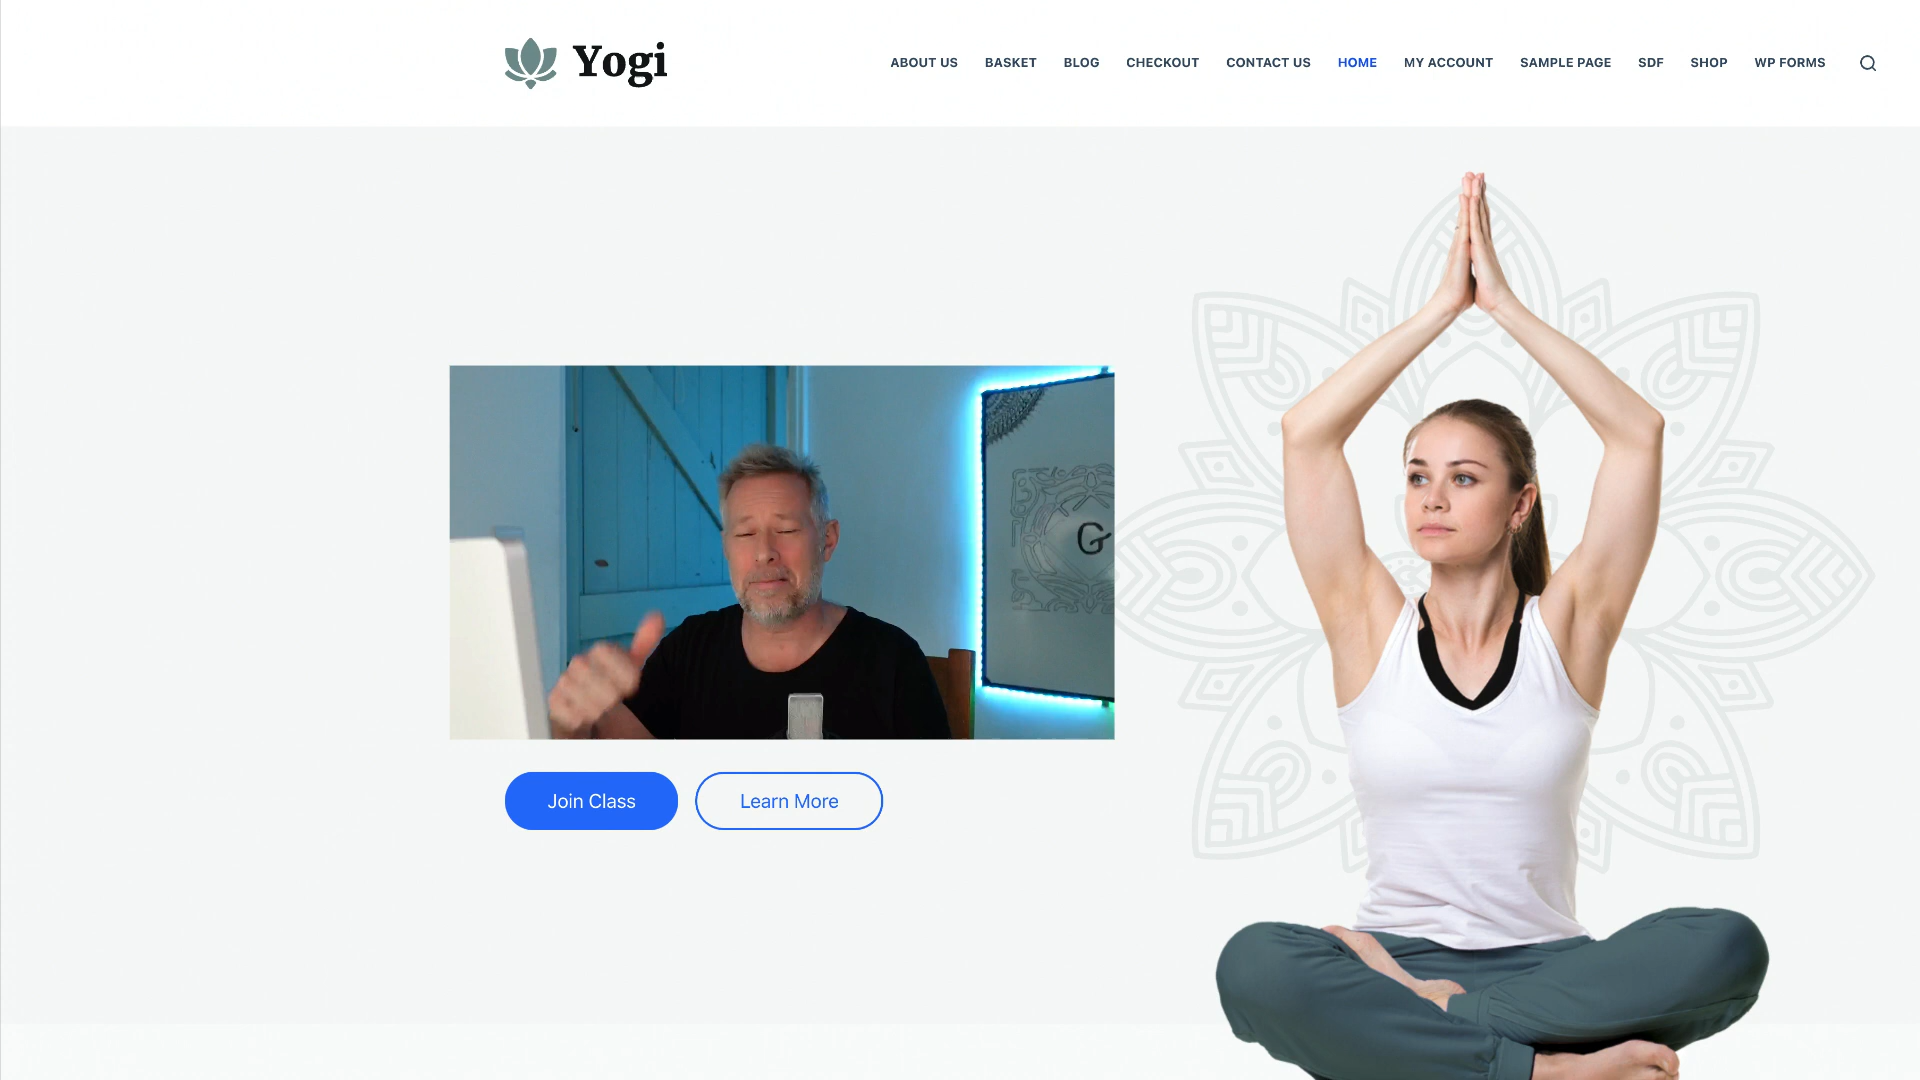 Yogi
ABOUT US BASKET BLOG CHECKOUT CONTACT US HOME MY ACCOUNT SAMPLE PAGE SDF SHOP WP FORMS
G
Join Class Learn More